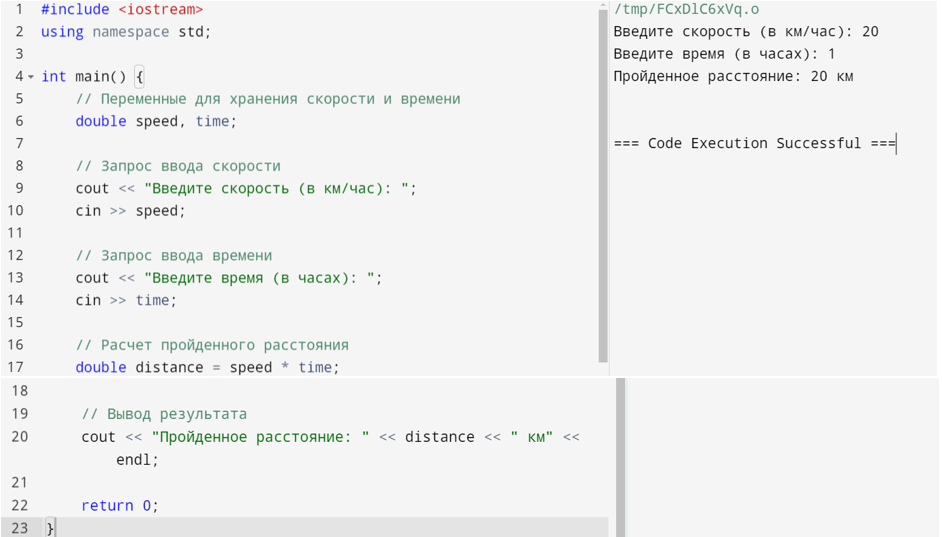 1 #include <iostream>
2 using namespace std;
3
4 int main() {
5     // Переменные для хранения скорости и времени
6     double speed, time;
7
8     // Запрос ввода скорости
9     cout << "Введите скорость (в км/час): ";
10     cin >> speed;
11
12     // Запрос ввода времени
13     cout << "Введите время (в часах): ";
14     cin >> time;
15
16     // Расчет пройденного расстояния
17     double distance = speed * time;
18
19     // Вывод результата
20     cout << "Пройденное расстояние: " << distance << " км" <<
        endl;
21
22     return 0;
23 }
/tmp/FCxDlC6xVq.o
Введите скорость (в км/час): 20
Введите время (в часах): 1
Пройденное расстояние: 20 км
=== Code Execution Successful ===